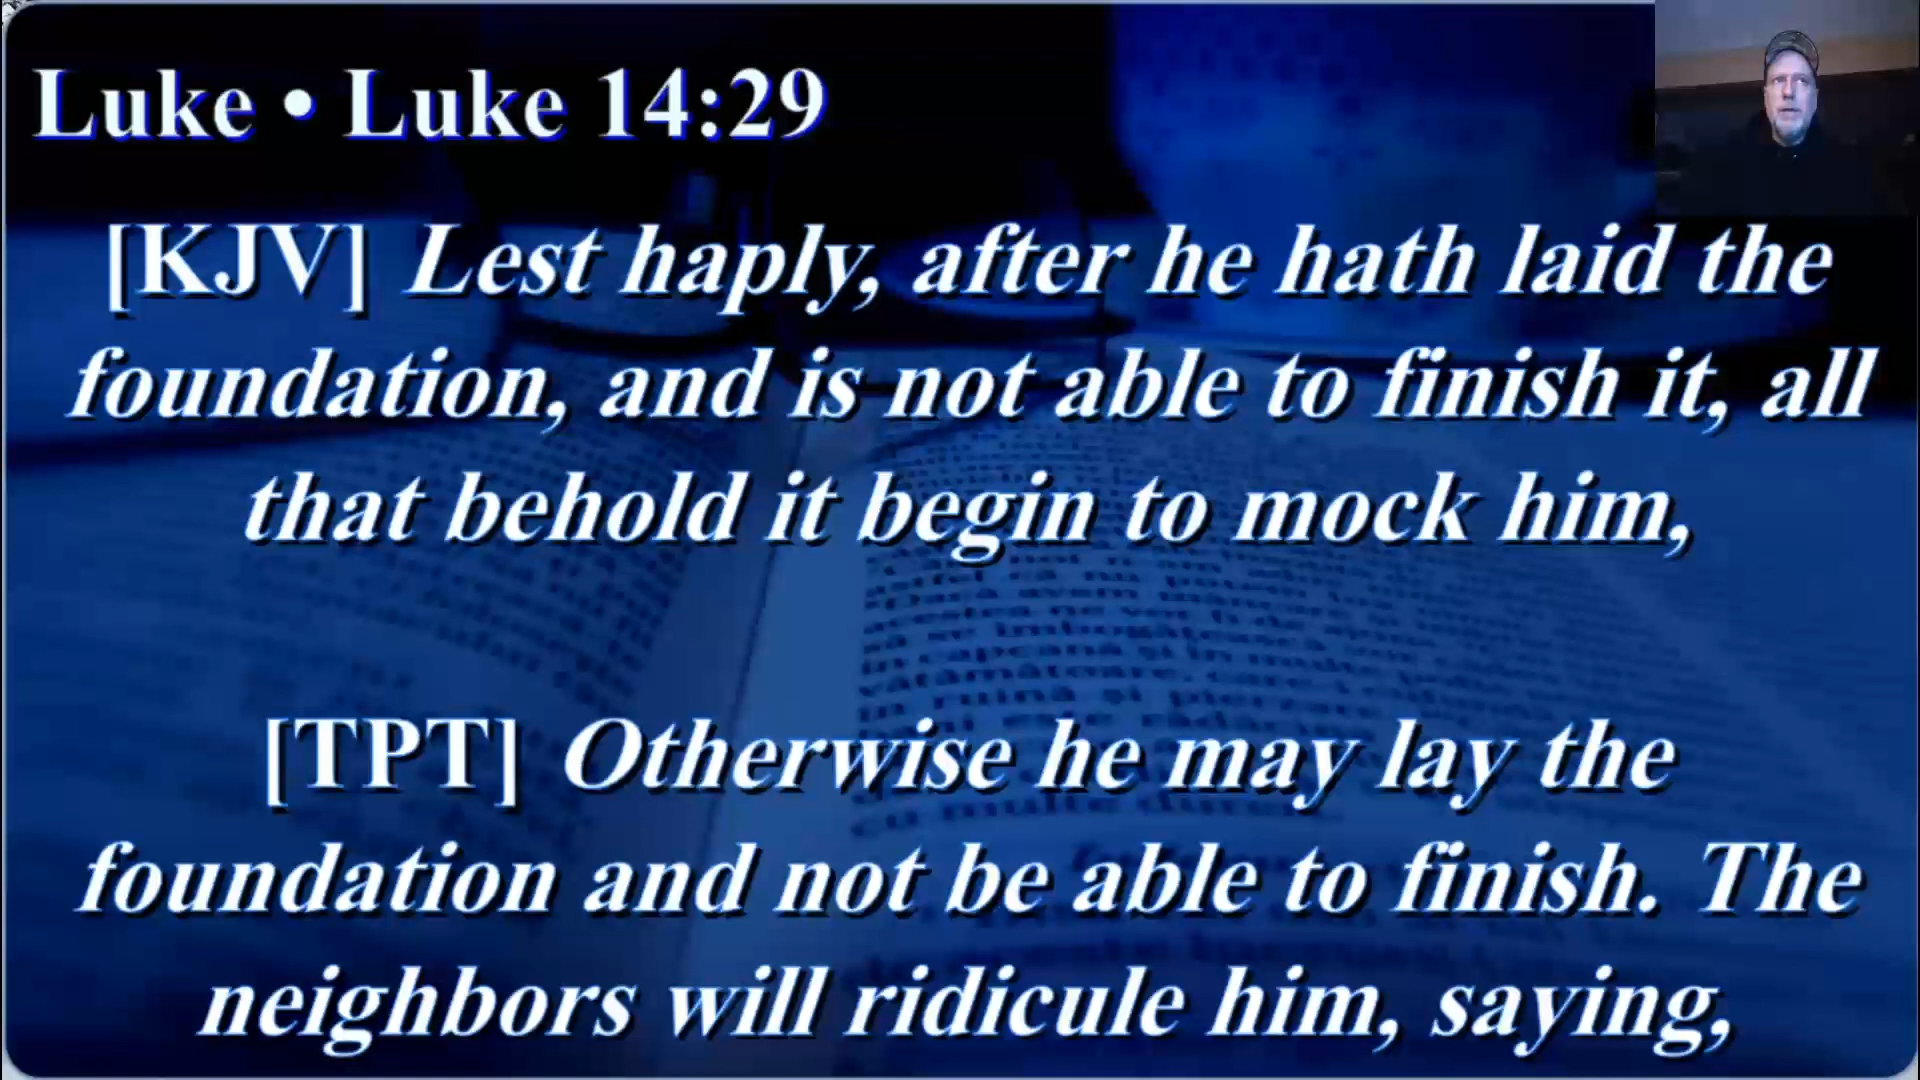 Luke • Luke 14:29
[KJV] Lest haply, after he hath laid the
foundation, and is not able to finish it, all
that behold it begin to mock him,
[TPT] Otherwise he may lay the
foundation and not be able to finish. The
neighbors will ridicule him, saying,